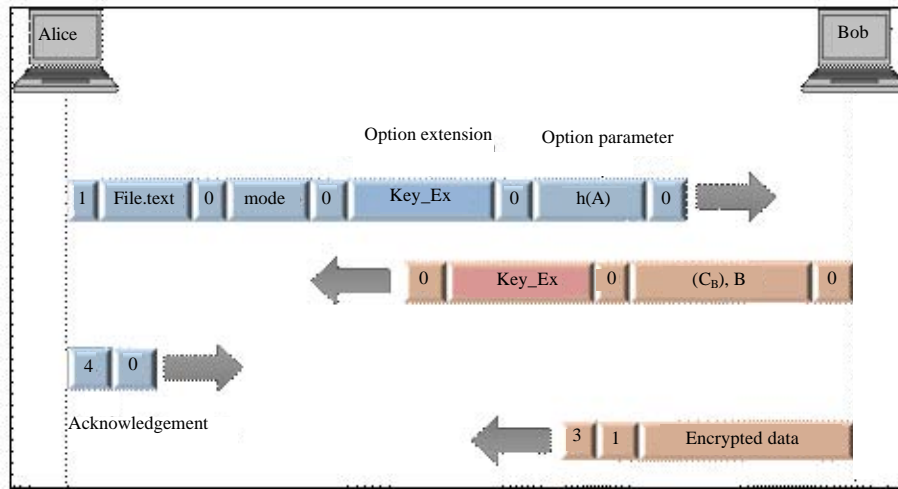 Alice
Bob
Option extension Option parameter
1 File.text 0 mode 0 Key_Ex 0 h(A) 0
0 Key_Ex 0 (C_B), B 0
4 0
Acknowledgement
3 1 Encrypted data